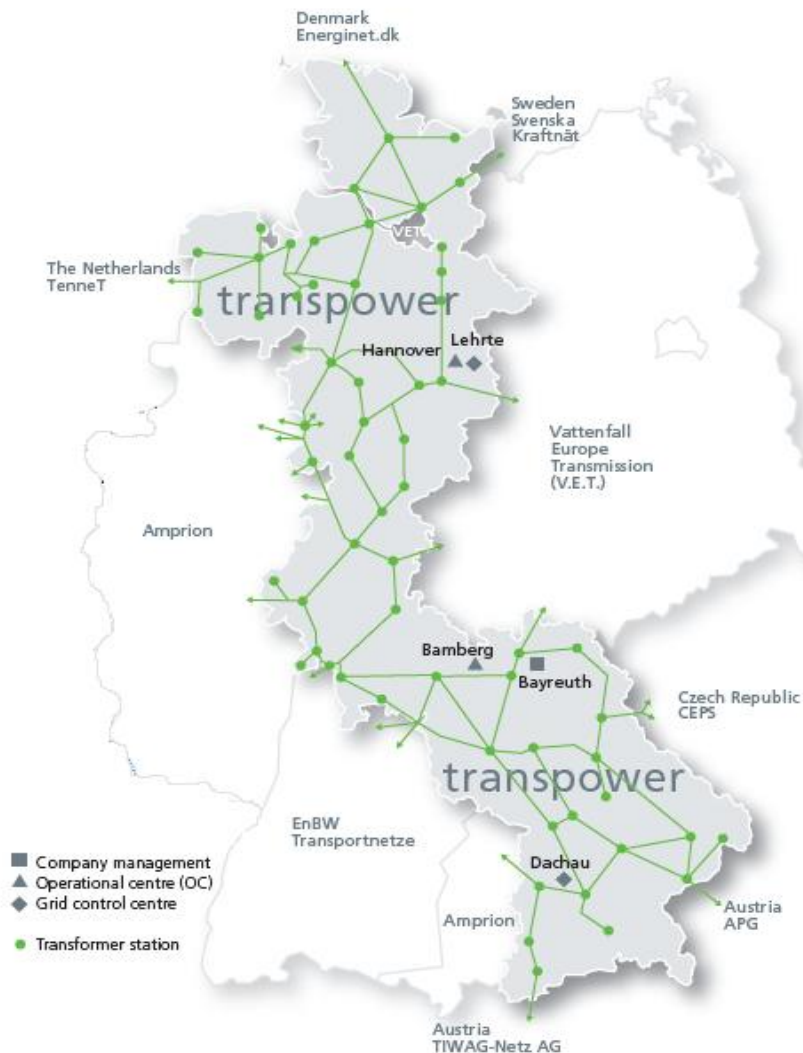 Denmark
Energinet.dk
Sweden
Svenska
Kraftnät
VET
The Netherlands
TenneT
transpower
Hannover
Lehrte
Vattenfall
Europe
Transmission
(V.E.T.)
Amprion
Bamberg
Bayreuth
Czech Republic
CEPS
transpower
EnBW
Transportnetze
Company management
Operational centre (OC)
Grid control centre
Transformer station
Dachau
Amprion
Austria
APG
Austria
TIWAG-Netz AG